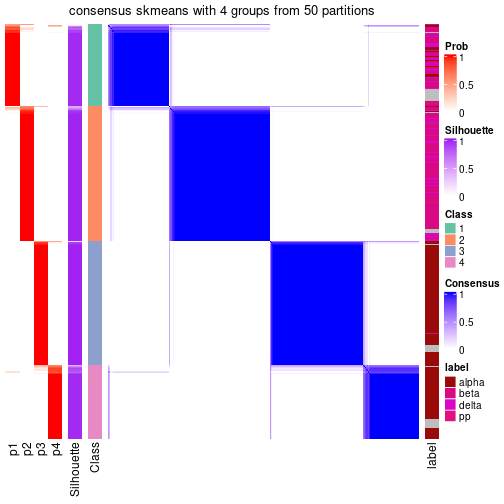 consensus skmeans with 4 groups from 50 partitions
Prob
1
0.5
0
Silhouette
1
0.5
0
Class
1
2
3
4
Consensus
1
0.5
0
label
alpha
beta
delta
pp
p1
p2
p3
p4
Silhouette
Class
label